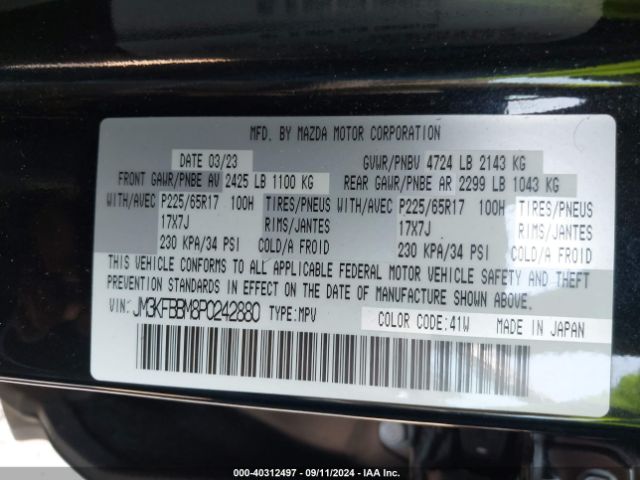 MFD. BY MAZDA MOTOR CORPORATION
DATE 03/23 GVWR/PNBV 4724 LB 2143 KG
FRONT GAWR/PNBE AV 2425 LB 1100 KG REAR GAWR/PNBE AR 2299 LB 1043 KG
WITH/AVEC P225/65R17 100H TIRES/PNEUS WITH/AVEC P225/65R17 100H TIRES/PNEUS
17X7J RIMS/JANTES 17X7J RIMS/JANTES
230 KPA/34 PSI COLD/A FROID 230 KPA/34 PSI COLD/A FROID
THIS VEHICLE CONFORMS TO ALL APPLICABLE FEDERAL MOTOR VEHICLE SAFETY AND THEFT
PREVENTION STANDARDS IN EFFECT ON THE DATE OF MANUFACTURE SHOWN ABOVE.
VIN: JM3KFBBM8P0242880 TYPE:MPV
COLOR CODE:41W MADE IN JAPAN
000-40312497 - 09/11/2024 - IAA Inc.